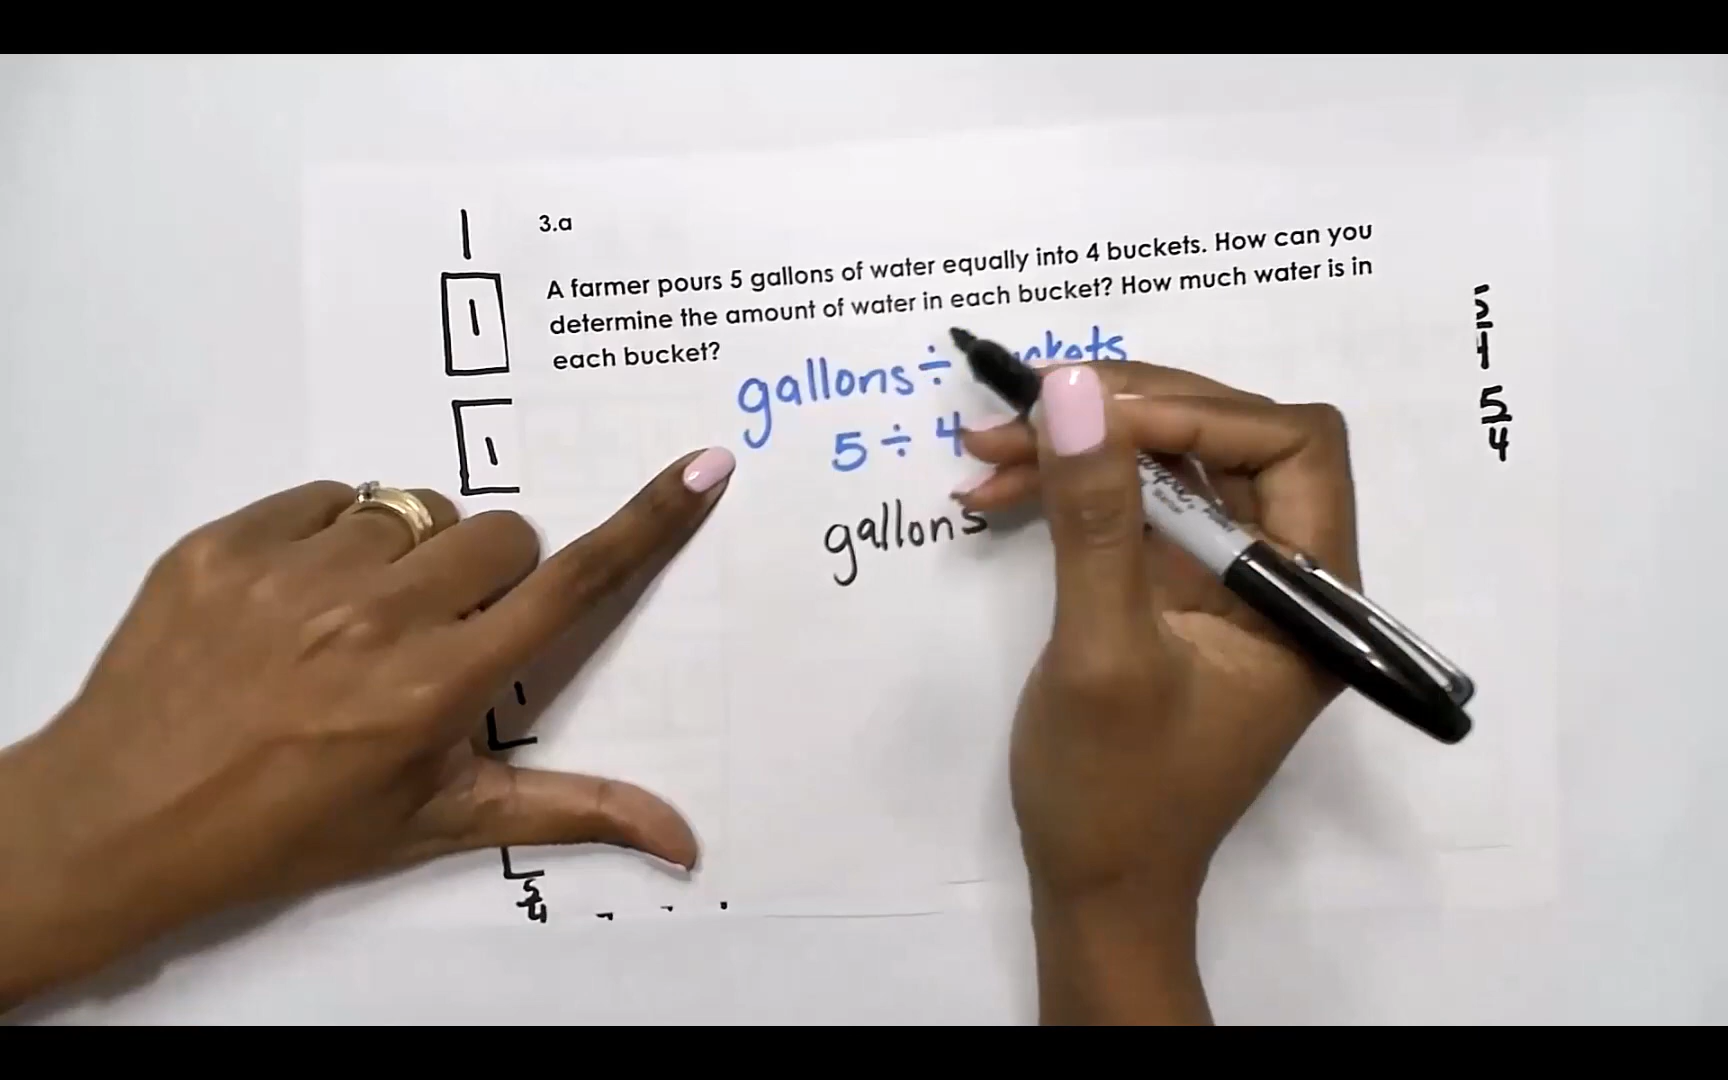 1
3.a
A farmer pours 5 gallons of water equally into 4 buckets. How can you
determine the amount of water in each bucket? How much water is in
each bucket?
1
1
gallons ÷
5 ÷ 4
gallons
5
4
5
4